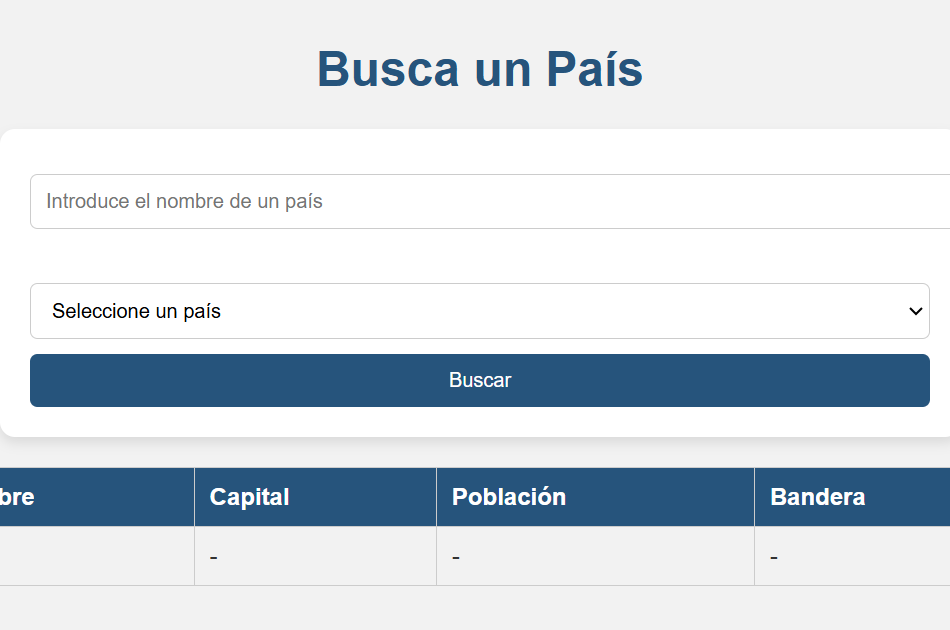 Busca un País
Introduce el nombre de un país
Seleccione un país
Buscar
bre Capital Población Bandera
- - -